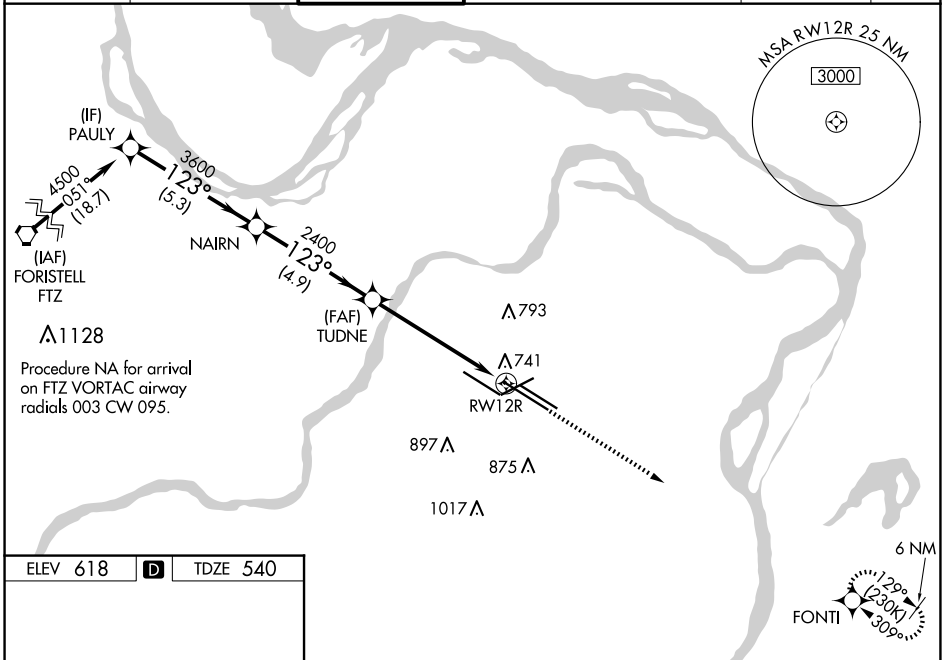 MSA RW12R 25 NM
3000
(IF)
PAULY
4500
051°
(18.7)
3600
123°
(5.3)
NAIRN
2400
123°
(4.9)
(IAF)
FORISTELL
FTZ
(FAF)
TUDNE
793
1128
741
Procedure NA for arrival
on FTZ VORTAC airway
radials 003 CW 095.
RW12R
897
875
1017
ELEV 618
D
TDZE 540
6 NM
129°
(230K)
309°
FONTI